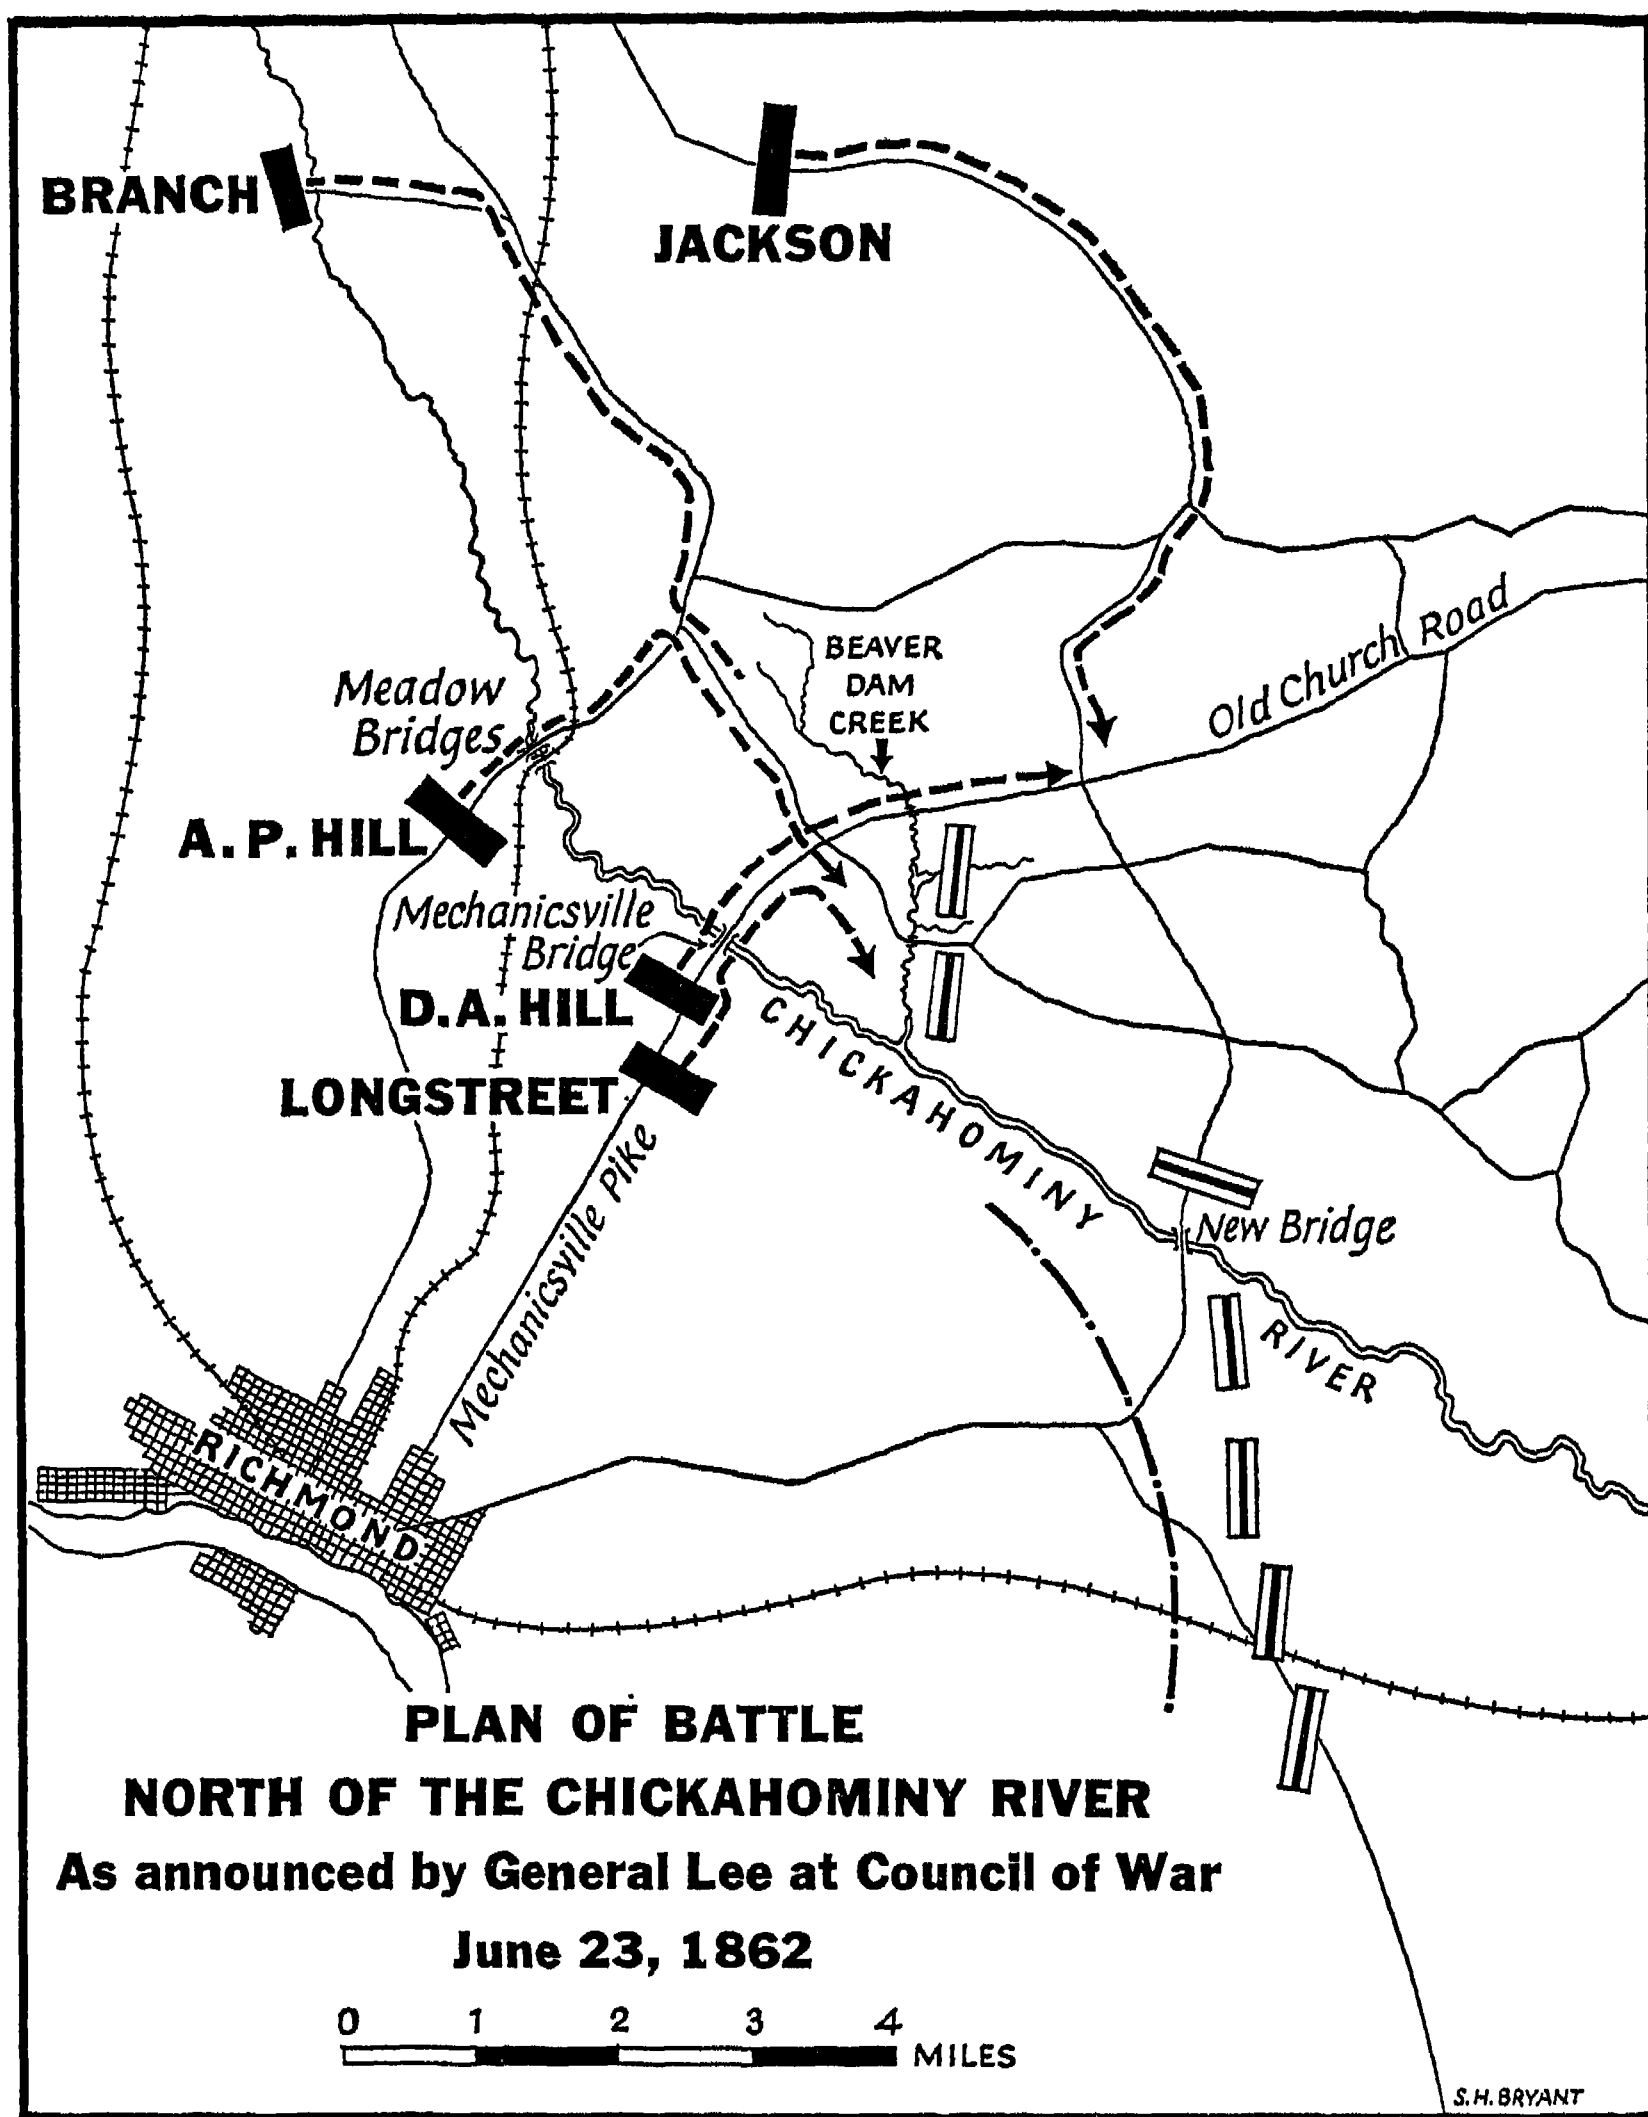 BRANCH
JACKSON
BEAVER
DAM
CREEK
Old Church Road
Meadow
Bridges
A. P. HILL
Mechanicsville
Bridge
D.A. HILL
LONGSTREET
CHICKAHOMINY
RIVER
New Bridge
Mechanicsville Pike
RICHMOND
PLAN OF BATTLE
NORTH OF THE CHICKAHOMINY RIVER
As announced by General Lee at Council of War
June 23, 1862
0 1 2 3 4
MILES
S.H. BRYANT